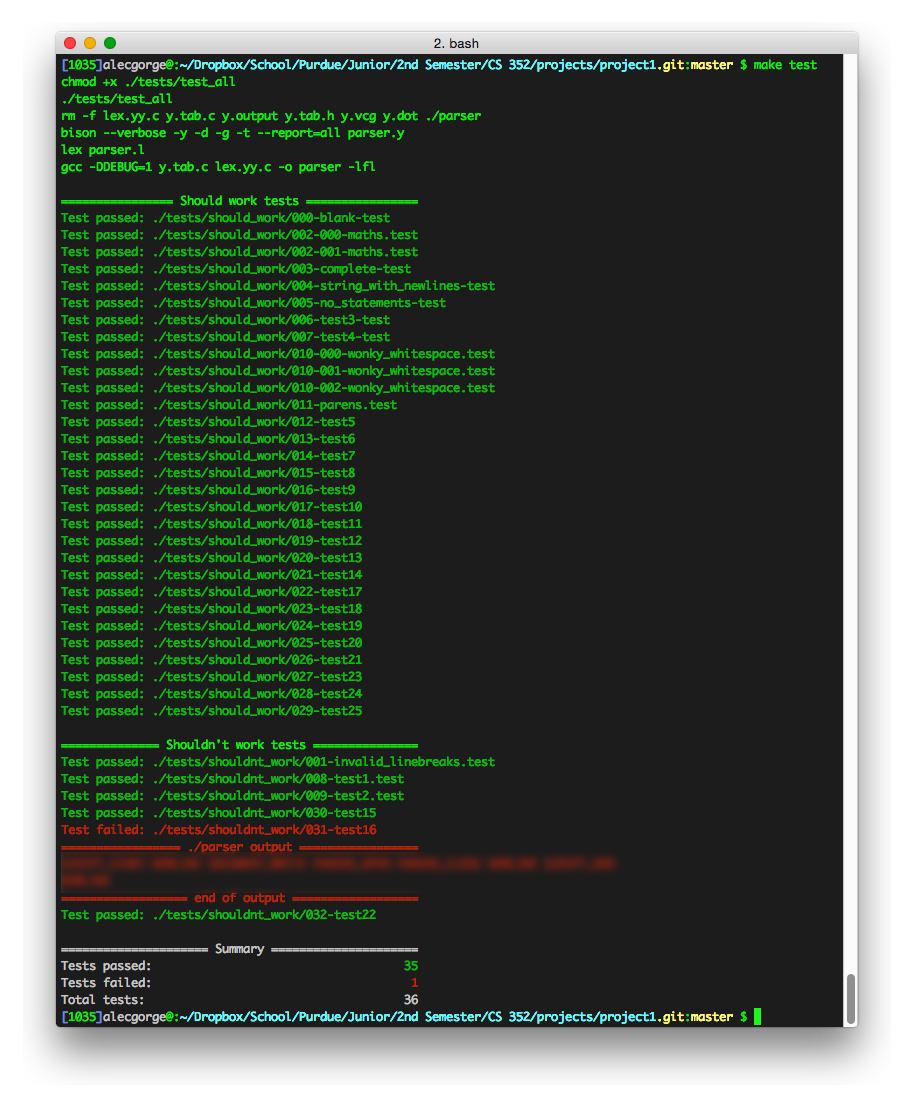 2. bash
[1035]alecgorge@:~/Dropbox/School/Purdue/Junior/2nd Semester/CS 352/projects/project1.git:master $ make test
chmod +x ./tests/test_all
./tests/test_all
rm -f lex.yy.c y.tab.c y.output y.tab.h y.vcg y.dot ./parser
bison --verbose -y -d -g -t --report=all parser.y
lex parser.l
gcc -DDEBUG=1 y.tab.c lex.yy.c -o parser -lfl
================ Should work tests ================
Test passed: ./tests/should_work/000-blank-test
Test passed: ./tests/should_work/002-000-maths.test
Test passed: ./tests/should_work/002-001-maths.test
Test passed: ./tests/should_work/003-complete-test
Test passed: ./tests/should_work/004-string_with_newlines-test
Test passed: ./tests/should_work/005-no_statements-test
Test passed: ./tests/should_work/006-test3-test
Test passed: ./tests/should_work/007-test4-test
Test passed: ./tests/should_work/010-000-wonky_whitespace.test
Test passed: ./tests/should_work/010-001-wonky_whitespace.test
Test passed: ./tests/should_work/010-002-wonky_whitespace.test
Test passed: ./tests/should_work/011-parens.test
Test passed: ./tests/should_work/012-test5
Test passed: ./tests/should_work/013-test6
Test passed: ./tests/should_work/014-test7
Test passed: ./tests/should_work/015-test8
Test passed: ./tests/should_work/016-test9
Test passed: ./tests/should_work/017-test10
Test passed: ./tests/should_work/018-test11
Test passed: ./tests/should_work/019-test12
Test passed: ./tests/should_work/020-test13
Test passed: ./tests/should_work/021-test14
Test passed: ./tests/should_work/022-test17
Test passed: ./tests/should_work/023-test18
Test passed: ./tests/should_work/024-test19
Test passed: ./tests/should_work/025-test20
Test passed: ./tests/should_work/026-test21
Test passed: ./tests/should_work/027-test23
Test passed: ./tests/should_work/028-test24
Test passed: ./tests/should_work/029-test25
============== Shouldn't work tests ===============
Test passed: ./tests/shouldnt_work/001-invalid_linebreaks.test
Test passed: ./tests/shouldnt_work/008-test1.test
Test passed: ./tests/shouldnt_work/009-test2.test
Test passed: ./tests/shouldnt_work/030-test15
Test failed: ./tests/shouldnt_work/031-test16
================= ./parser output =================
================== end of output ==================
Test passed: ./tests/shouldnt_work/032-test22
===================== Summary =====================
Tests passed: 35
Tests failed: 1
Total tests: 36
[1035]alecgorge@:~/Dropbox/School/Purdue/Junior/2nd Semester/CS 352/projects/project1.git:master $